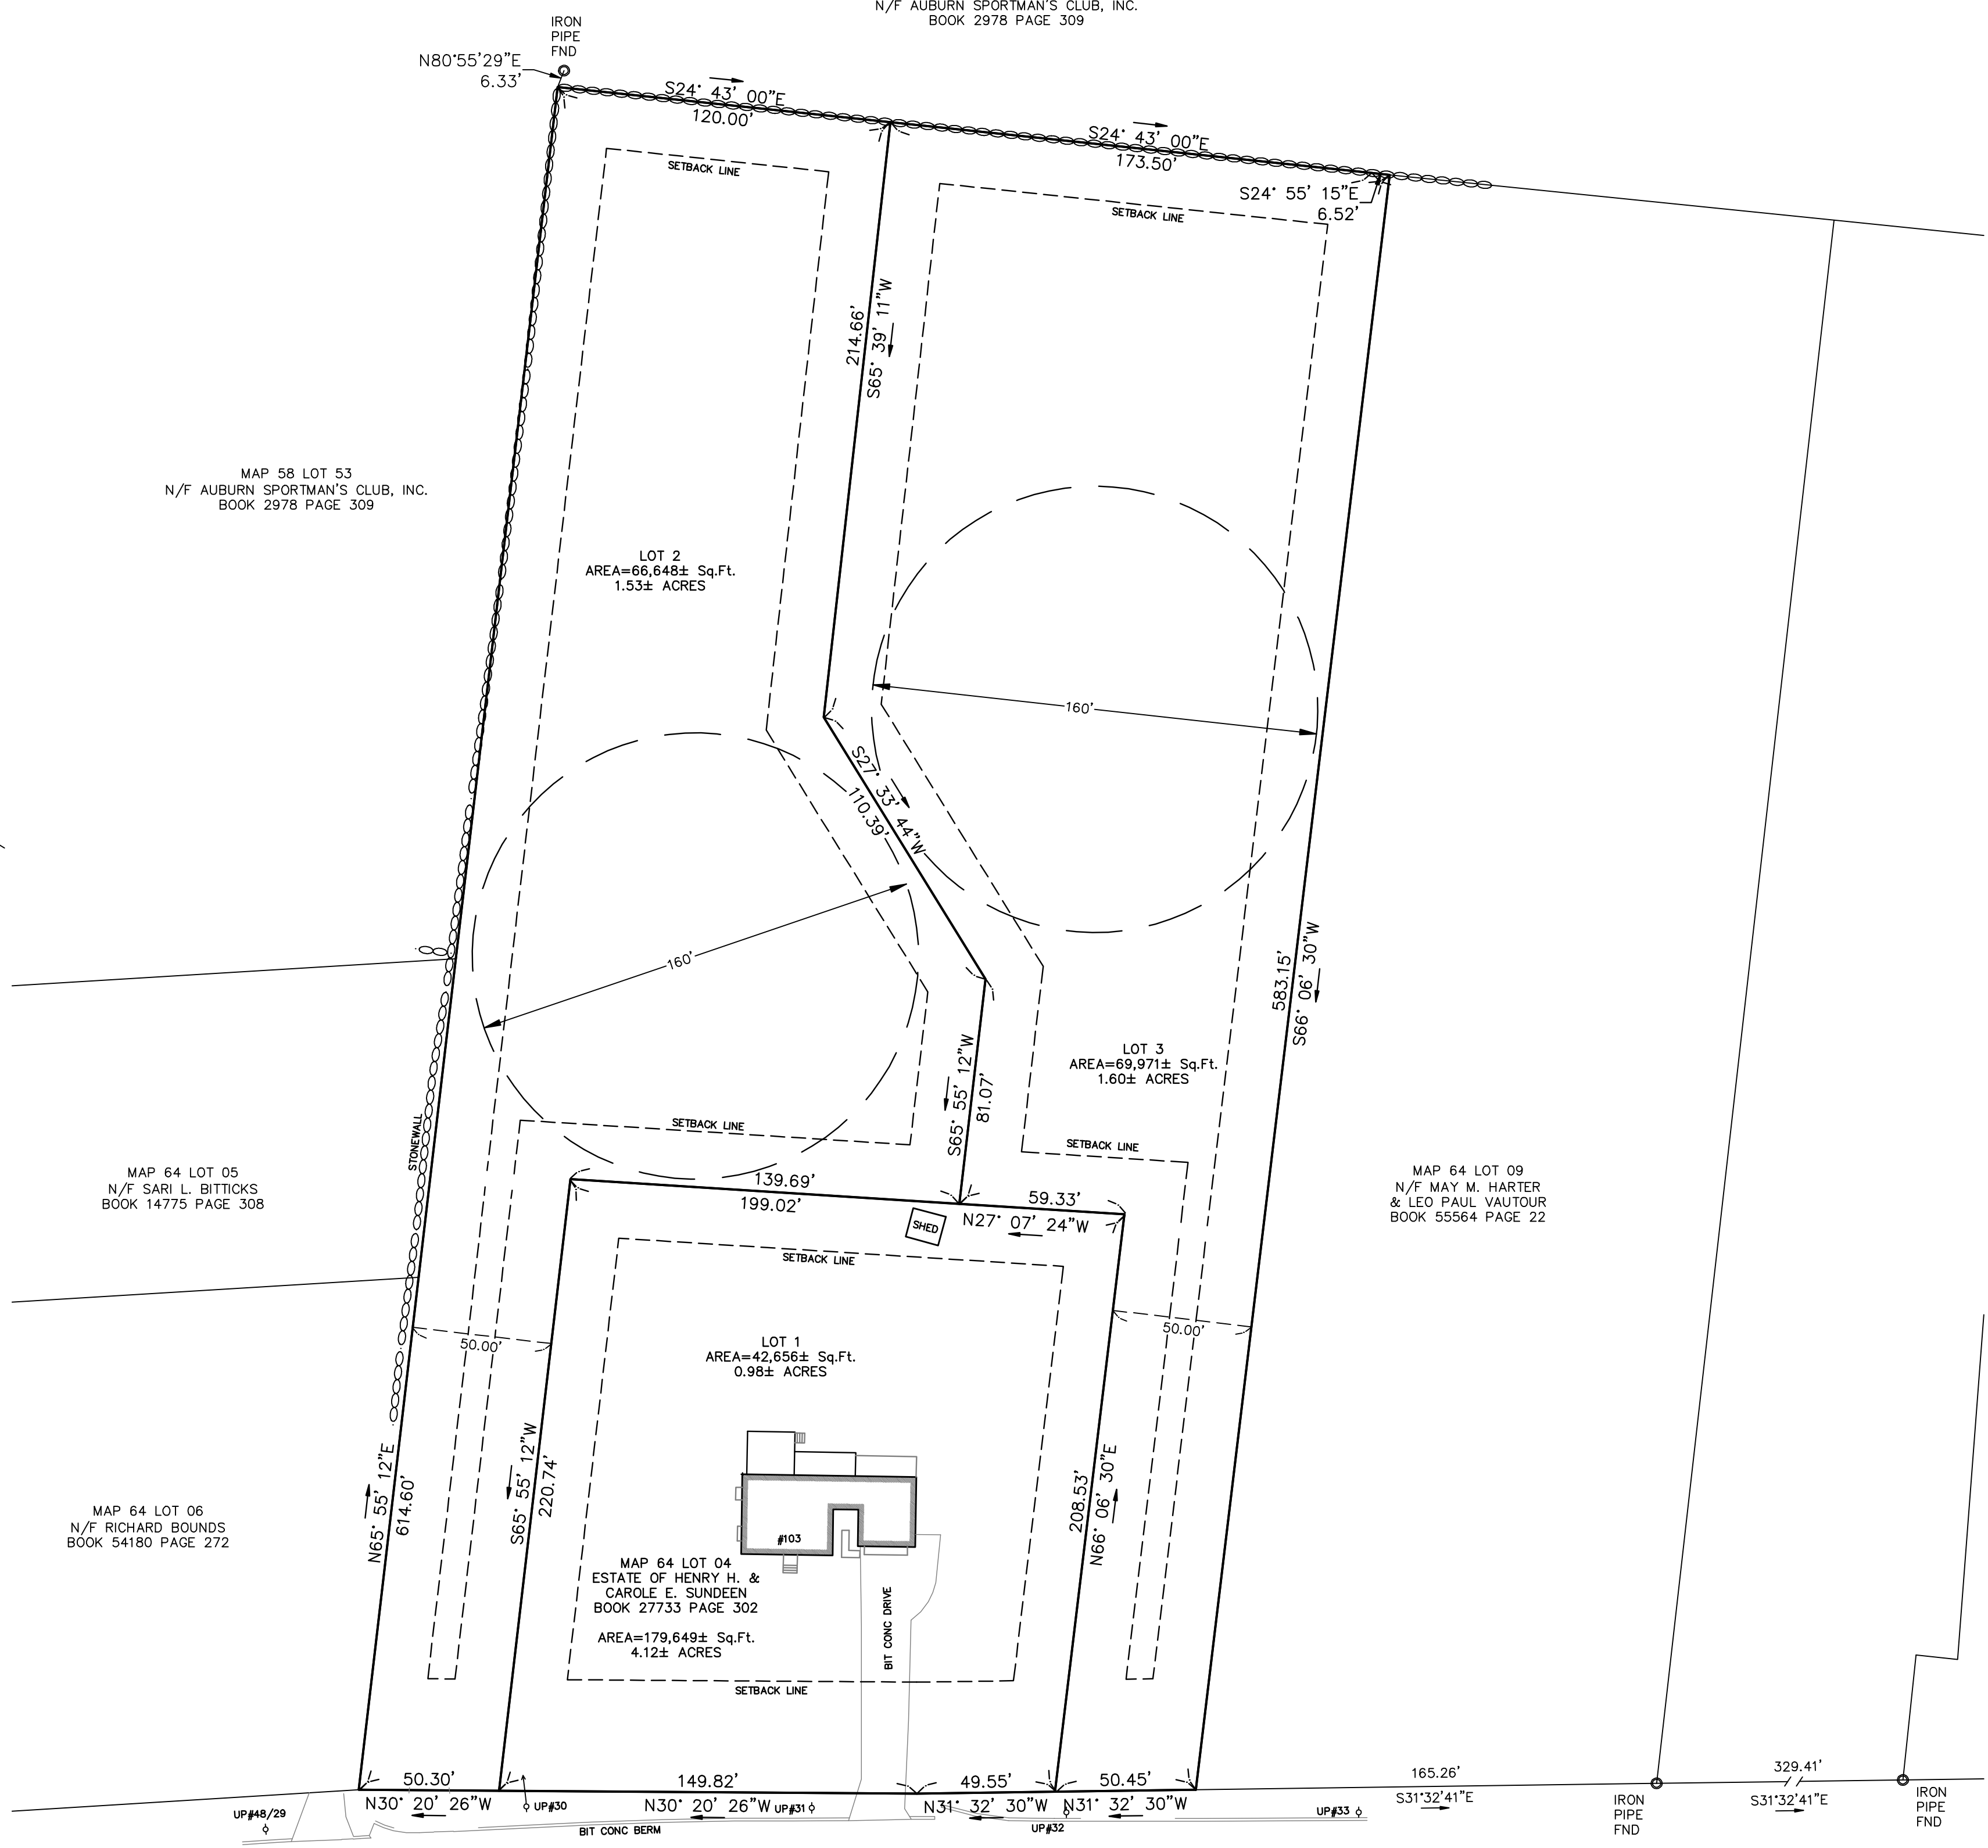 N/F AUBURN SPORTMAN'S CLUB, INC.
BOOK 2978 PAGE 309
IRON
PIPE
FND
N80°55'29"E
6.33'
S24° 43' 00"E
120.00'
S24° 43' 00"E
173.50'
S24° 55' 15"E
6.52'
SETBACK LINE
SETBACK LINE
214.66'
S65° 39' 11"W
MAP 58 LOT 53
N/F AUBURN SPORTMAN'S CLUB, INC.
BOOK 2978 PAGE 309
LOT 2
AREA=66,648± Sq.Ft.
1.53± ACRES
160'
S27° 33' 44"W
110.39'
160'
583.15'
S66° 06' 30"W
S65° 55' 12"W
81.07'
LOT 3
AREA=69,971± Sq.Ft.
1.60± ACRES
STONEWALL
SETBACK LINE
SETBACK LINE
MAP 64 LOT 05
N/F SARI L. BITTICKS
BOOK 14775 PAGE 308
139.69'
199.02'
59.33'
N27° 07' 24"W
SHED
MAP 64 LOT 09
N/F MAY M. HARTER
& LEO PAUL VAUTOUR
BOOK 55564 PAGE 22
SETBACK LINE
50.00'
50.00'
LOT 1
AREA=42,656± Sq.Ft.
0.98± ACRES
N65° 55' 12"E
614.60'
S65° 55' 12"W
220.74'
208.53'
N66° 06' 30"E
MAP 64 LOT 06
N/F RICHARD BOUNDS
BOOK 54180 PAGE 272
#103
MAP 64 LOT 04
ESTATE OF HENRY H. &
CAROLE E. SUNDEEN
BOOK 27733 PAGE 302
AREA=179,649± Sq.Ft.
4.12± ACRES
BIT CONC DRIVE
SETBACK LINE
50.30'
149.82'
49.55'
50.45'
165.26'
329.41'
N30° 20' 26"W
N30° 20' 26"W
N31° 32' 30"W
N31° 32' 30"W
S31°32'41"E
S31°32'41"E
UP#48/29
UP#30
UP#31
UP#32
UP#33
BIT CONC BERM
IRON
PIPE
FND
IRON
PIPE
FND